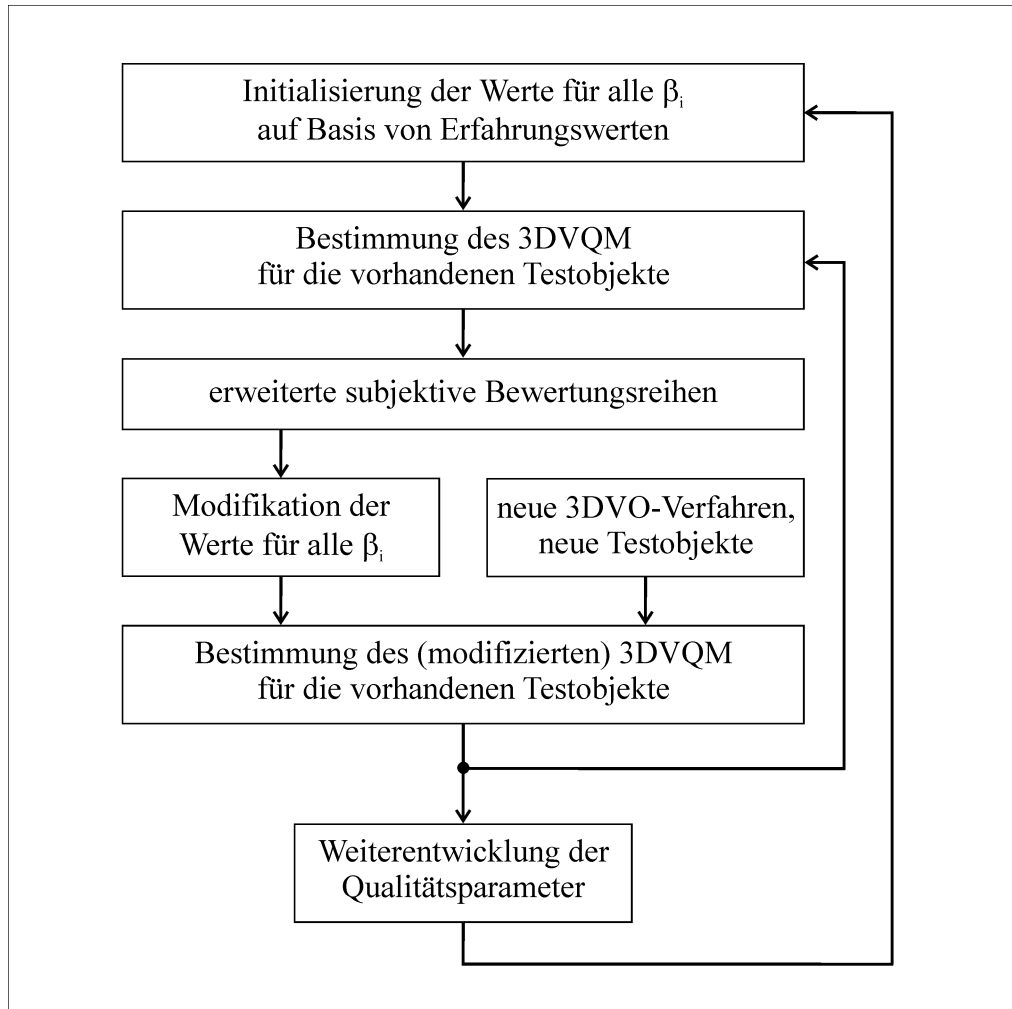 Initialisierung der Werte für alle βᵢ
auf Basis von Erfahrungswerten
Bestimmung des 3DVQM
für die vorhandenen Testobjekte
erweiterte subjektive Bewertungsreihen
Modifikation der
Werte für alle βᵢ
neue 3DVO-Verfahren,
neue Testobjekte
Bestimmung des (modifizierten) 3DVQM
für die vorhandenen Testobjekte
Weiterentwicklung der
Qualitätsparameter